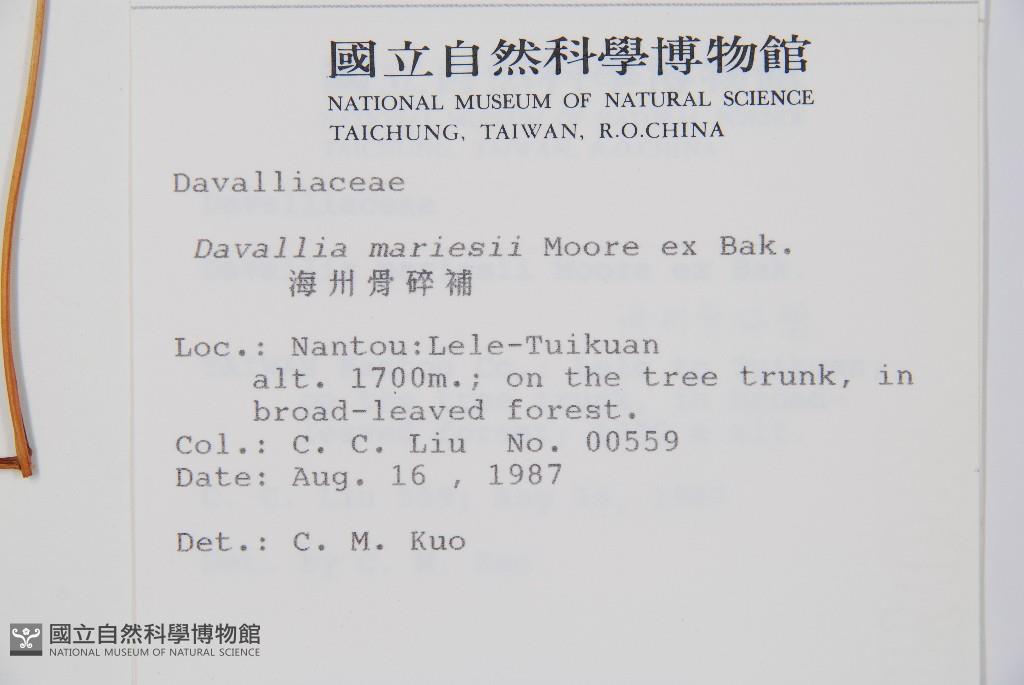 國立自然科學博物館
NATIONAL MUSEUM OF NATURAL SCIENCE
TAICHUNG, TAIWAN, R.O.CHINA
Davalliaceae
Davallia mariesii Moore ex Bak.
海州骨碎補
Loc.: Nantou:Lele-Tuikuan
alt. 1700m.; on the tree trunk, in
broad-leaved forest.
Col.: C. C. Liu No. 00559
Date: Aug. 16 , 1987
Det.: C. M. Kuo
國立自然科學博物館
NATIONAL MUSEUM OF NATURAL SCIENCE